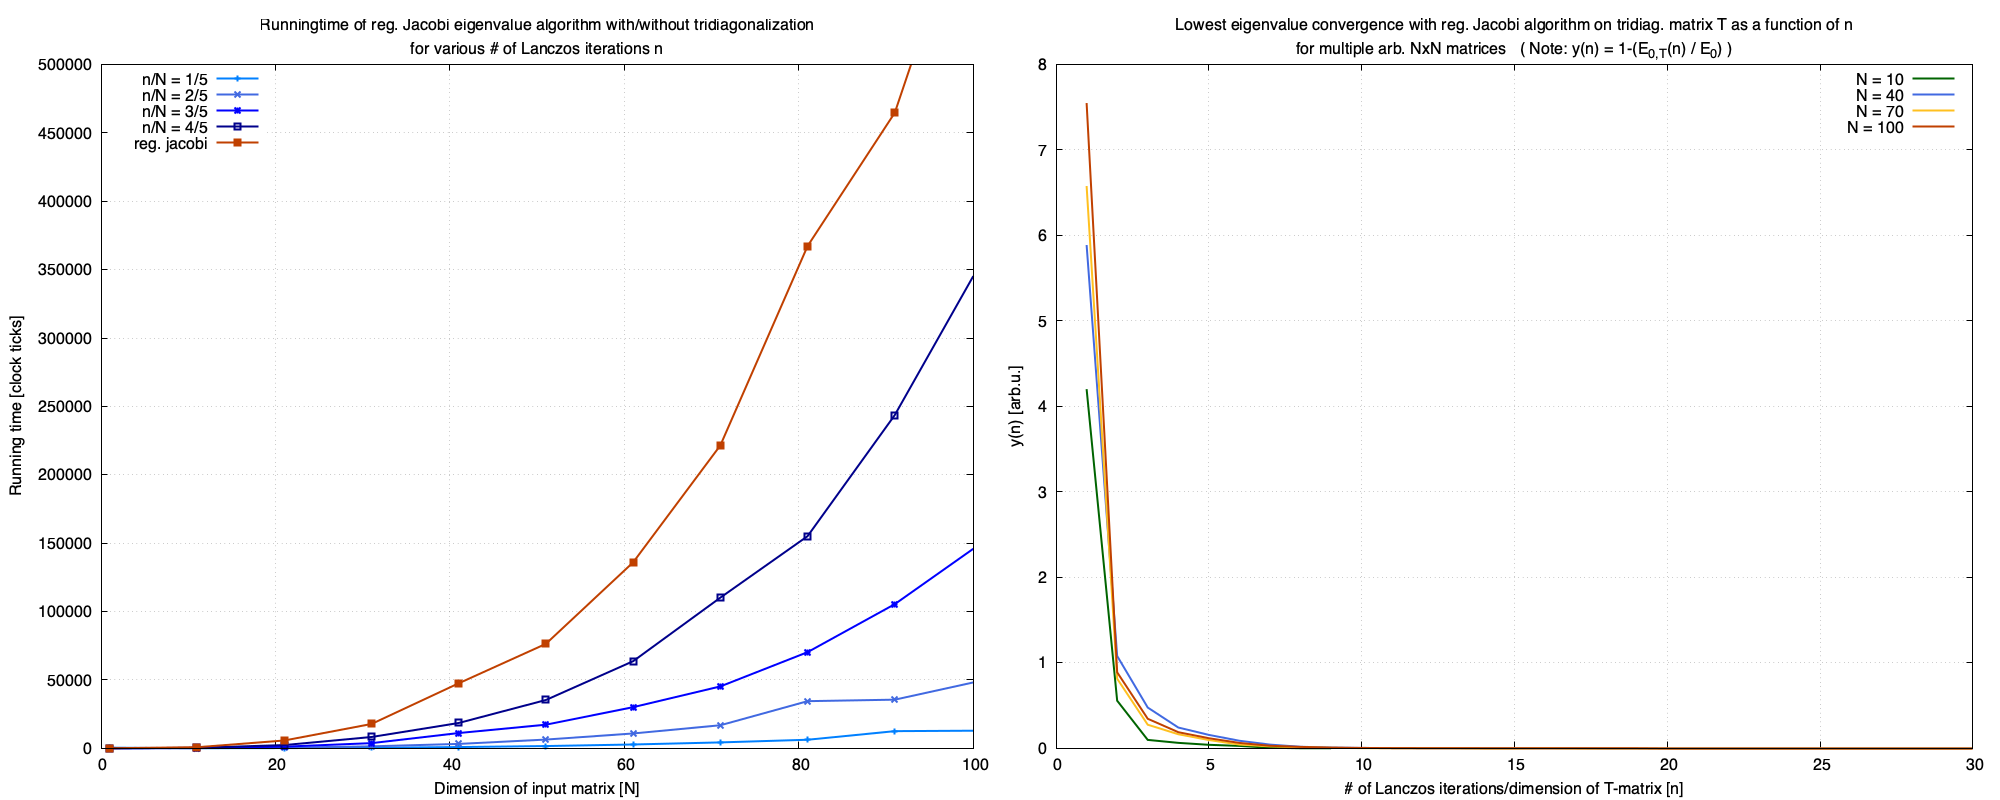 Runningtime of reg. Jacobi eigenvalue algorithm with/without tridiagonalization
for various # of Lanczos iterations n
n/N = 1/5
n/N = 2/5
n/N = 3/5
n/N = 4/5
reg. jacobi
500000
450000
400000
350000
300000
250000
200000
150000
100000
50000
0
Running time [clock ticks]
0 20 40 60 80 100
Dimension of input matrix [N]
Lowest eigenvalue convergence with reg. Jacobi algorithm on tridiag. matrix T as a function of n
for multiple arb. NxN matrices ( Note: y(n) = 1-(E0,T(n) / E0) )
N = 10
N = 40
N = 70
N = 100
8
7
6
5
4
3
2
1
0
y(n) [arb.u.]
0 5 10 15 20 25 30
# of Lanczos iterations/dimension of T-matrix [n]